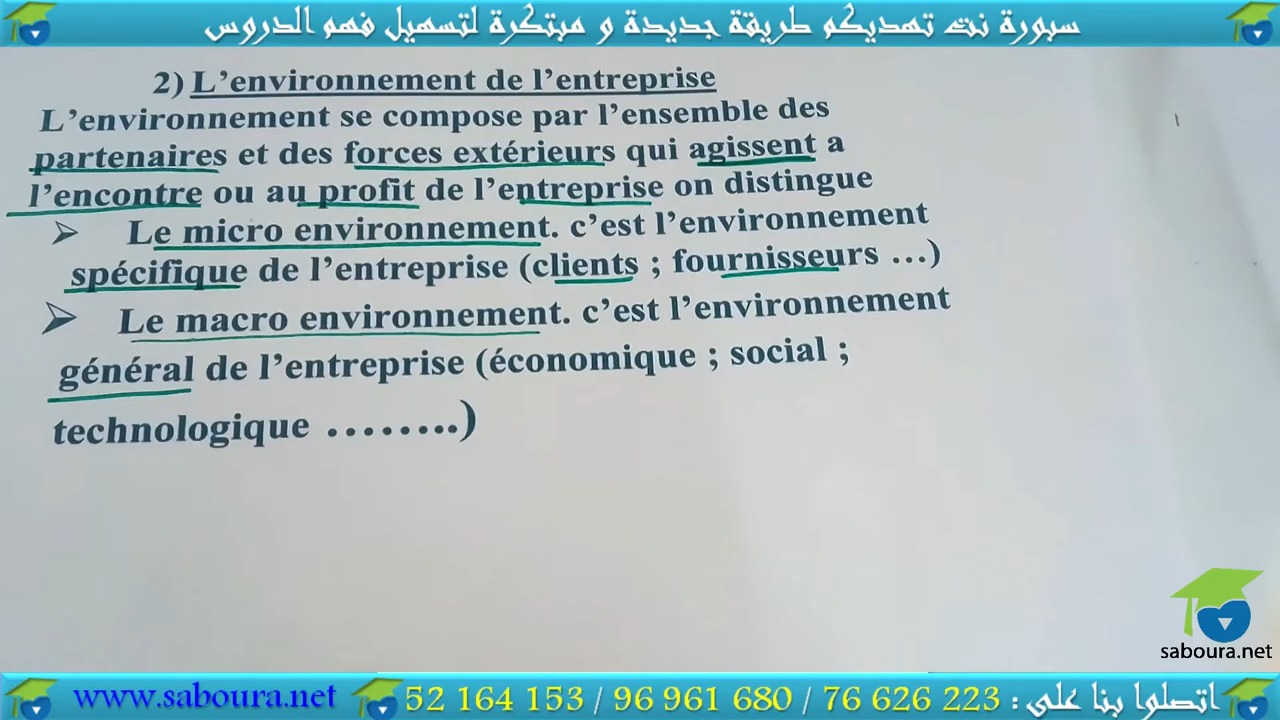 سبورة نت تهديكم طريقة جديدة و مبتكرة لتسهيل فهم الدروس
2) L’environnement de l’entreprise
L’environnement se compose par l’ensemble des
partenaires et des forces extérieurs qui agissent a
l’encontre ou au profit de l’entreprise on distingue
➢ Le micro environnement. c’est l’environnement
spécifique de l’entreprise (clients ; fournisseurs …)
➢ Le macro environnement. c’est l’environnement
général de l’entreprise (économique ; social ;
technologique ……..)
saboura.net
www.saboura.net
اتصلوا بنا على : 52 164 153 / 96 961 680 / 76 626 223